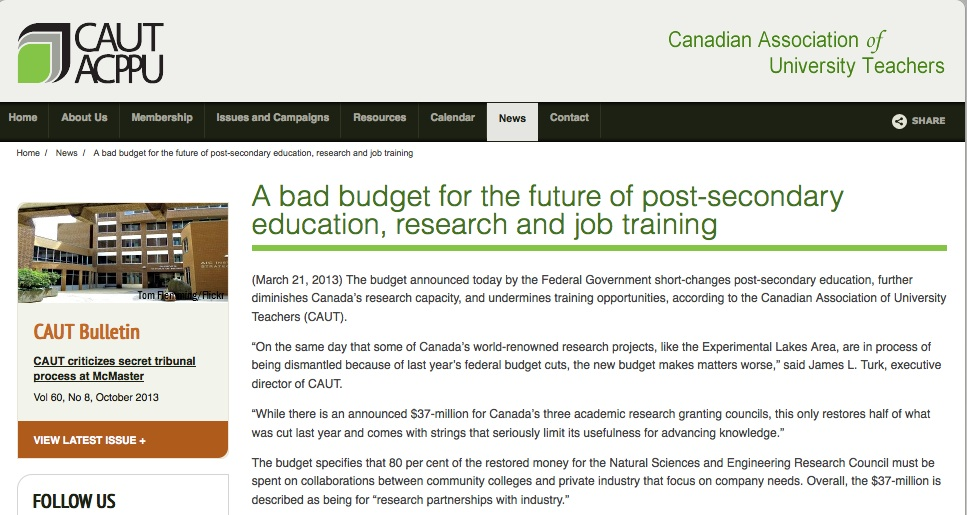 CAUT
ACPPU
Canadian Association of
University Teachers
Home About Us Membership Issues and Campaigns Resources Calendar News Contact SHARE
Home / News / A bad budget for the future of post-secondary education, research and job training
A bad budget for the future of post-secondary
education, research and job training
Tom Flemming/Flickr
CAUT Bulletin
CAUT criticizes secret tribunal
process at McMaster
Vol 60, No 8, October 2013
VIEW LATEST ISSUE +
FOLLOW US
(March 21, 2013) The budget announced today by the Federal Government short-changes post-secondary education, further
diminishes Canada's research capacity, and undermines training opportunities, according to the Canadian Association of University
Teachers (CAUT).
“On the same day that some of Canada's world-renowned research projects, like the Experimental Lakes Area, are in process of
being dismantled because of last year's federal budget cuts, the new budget makes matters worse,” said James L. Turk, executive
director of CAUT.
“While there is an announced $37-million for Canada's three academic research granting councils, this only restores half of what
was cut last year and comes with strings that seriously limit its usefulness for advancing knowledge.”
The budget specifies that 80 per cent of the restored money for the Natural Sciences and Engineering Research Council must be
spent on collaborations between community colleges and private industry that focus on company needs. Overall, the $37-million is
described as being for “research partnerships with industry.”